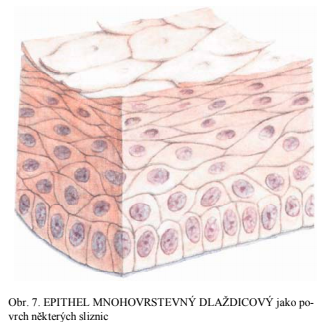 Obr. 7. EPITHEL MNOHOVRSTEVNÝ DLAŽDICOVÝ jako po-
vrch některých sliznic